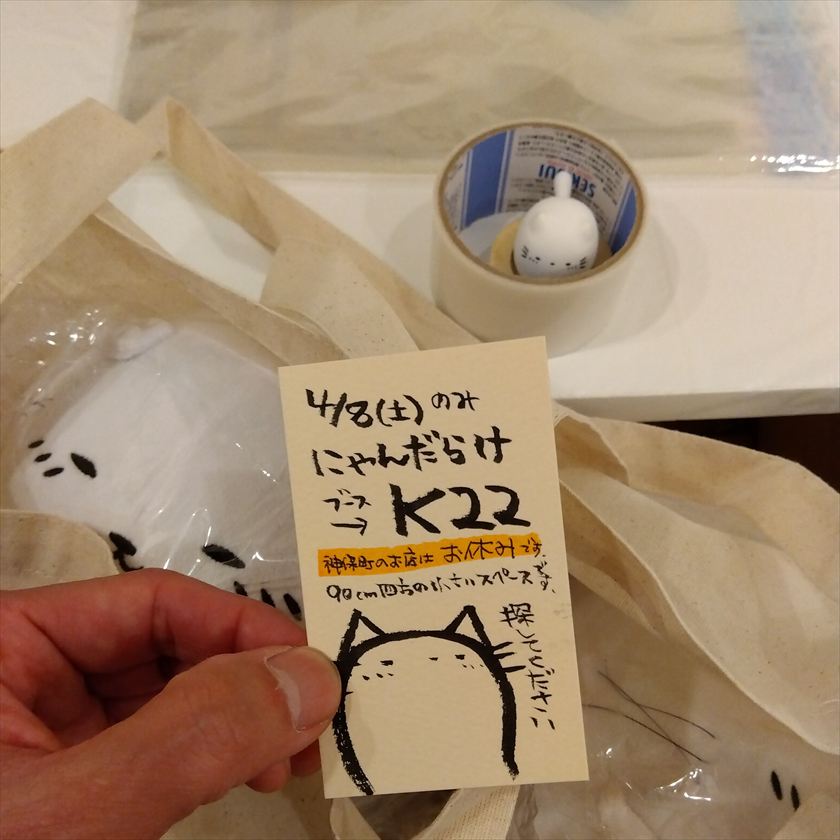 SEKISUI
4/8(土)のみ
にゃんだらけ
ブース
→ K22
神保町のお店は お休みです.
90cm四方の小さいスペースです.
探してください